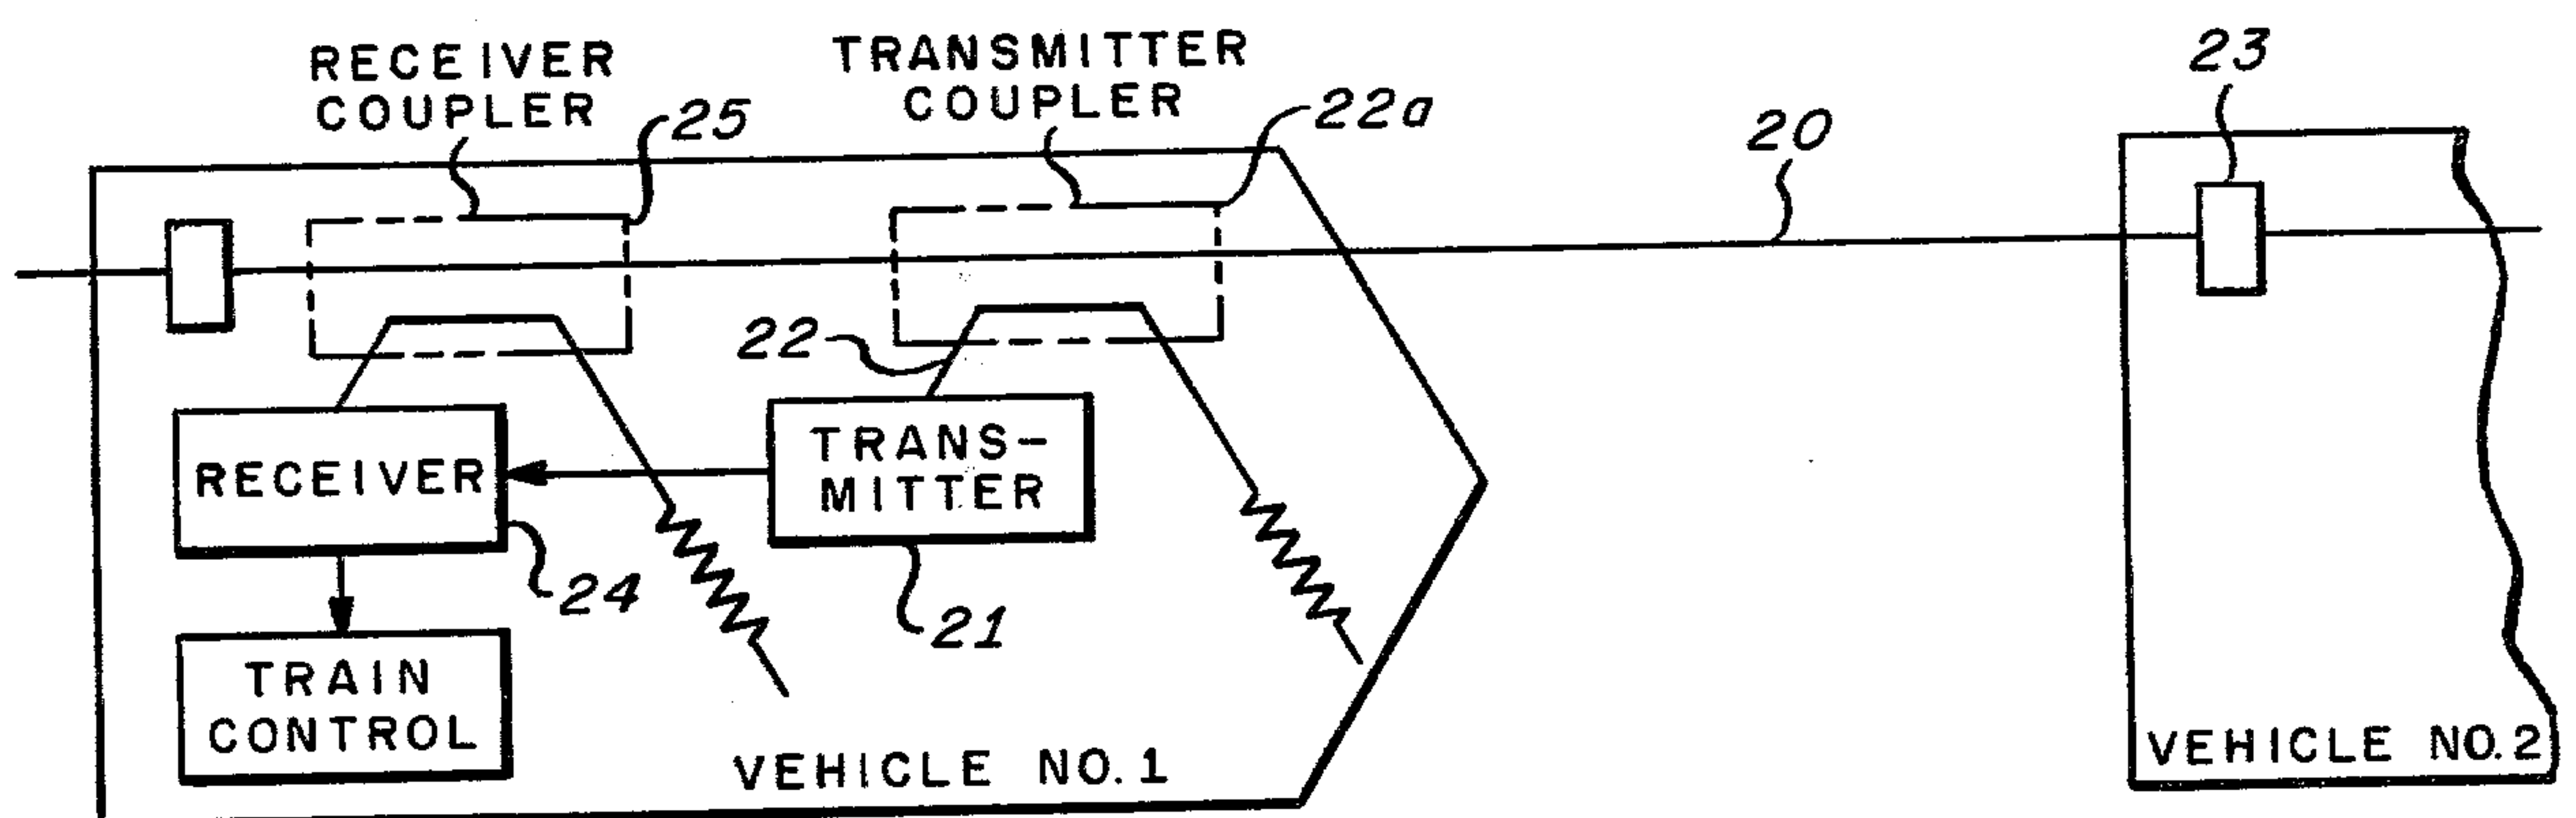 RECEIVER
COUPLER
25
TRANSMITTER
COUPLER
22a
20
23
22
RECEIVER
24
TRANS-
MITTER
21
TRAIN
CONTROL
VEHICLE NO. 1
VEHICLE NO. 2